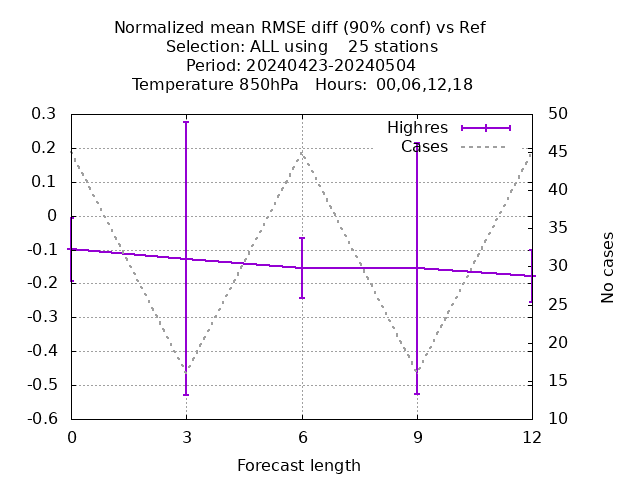 Normalized mean RMSE diff (90% conf) vs Ref
Selection: ALL using    25 stations
Period: 20240423-20240504
Temperature 850hPa   Hours:  00,06,12,18
0.3
0.2
0.1
0
-0.1
-0.2
-0.3
-0.4
-0.5
-0.6
Highres
Cases
50
45
40
35
30
25
20
15
10
No cases
0 3 6 9 12
Forecast length